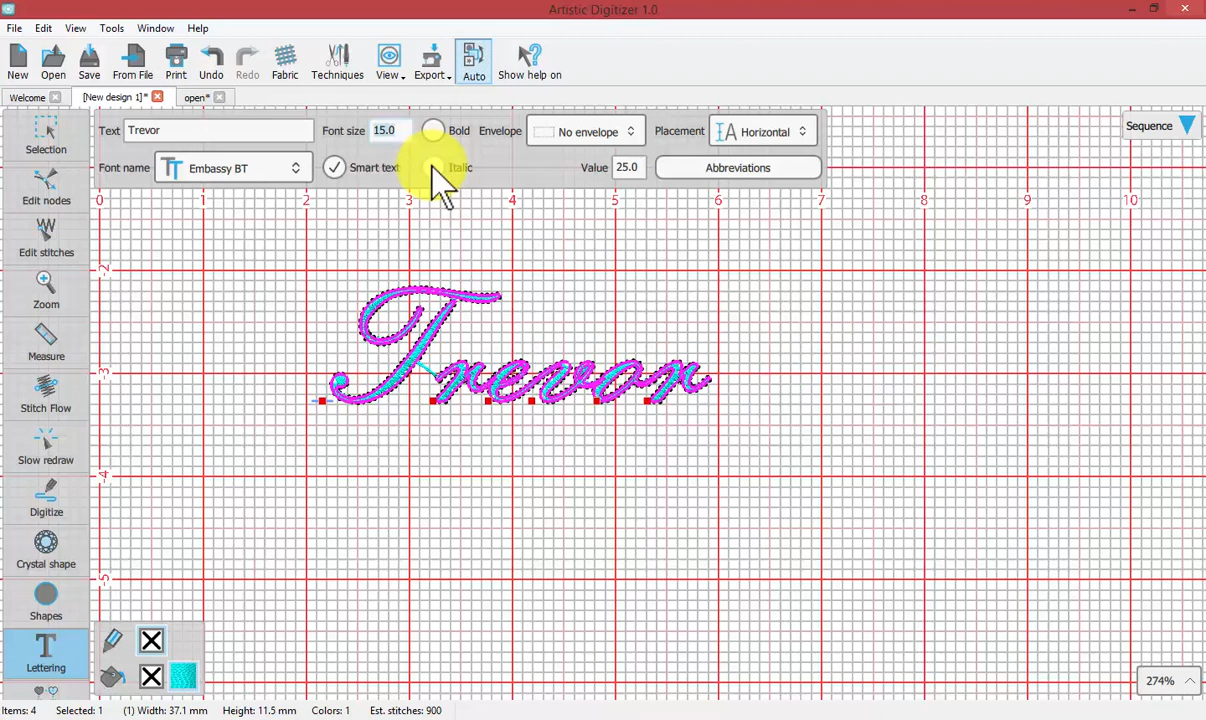 Artistic Digitizer 1.0
File Edit View Tools Window Help
New Open Save From File Print Undo Redo Fabric Techniques View Export Auto Show help on
Welcome [New design 1]* open*
Text Trevor Font size 15.0 Bold Envelope No envelope Placement Horizontal
Font name Embassy BT Smart text Italic Value 25.0 Abbreviations
Sequence
Selection
Edit nodes
Edit stitches
Zoom
Measure
Stitch Flow
Slow redraw
Digitize
Crystal shape
Shapes
Lettering
0 1 2 3 4 5 6 7 8 9 10
-2
-3
-4
-5
Trevor
274%
Items: 4 Selected: 1 (1) Width: 37.1 mm Height: 11.5 mm Colors: 1 Est. stitches: 900